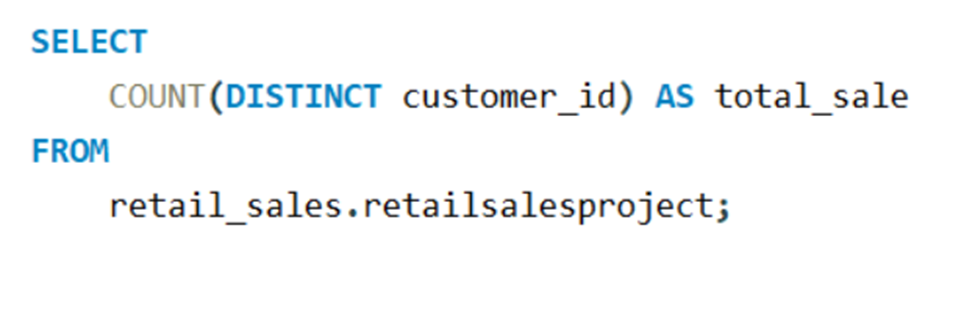 SELECT
    COUNT(DISTINCT customer_id) AS total_sale
FROM
    retail_sales.retailsalesproject;